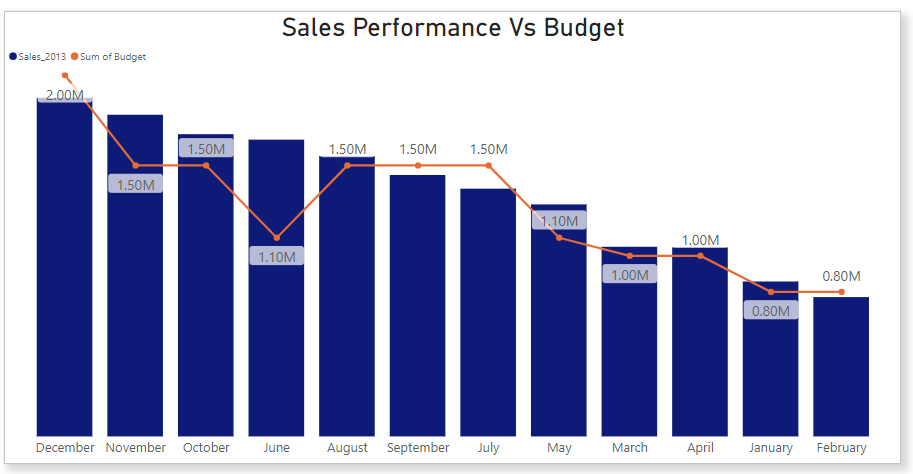 Sales Performance Vs Budget
Sales_2013 Sum of Budget
2.00M
1.50M
1.50M
1.10M
1.50M
1.50M
1.50M
1.10M
1.00M
1.00M
0.80M
0.80M
December November October June August September July May March April January February